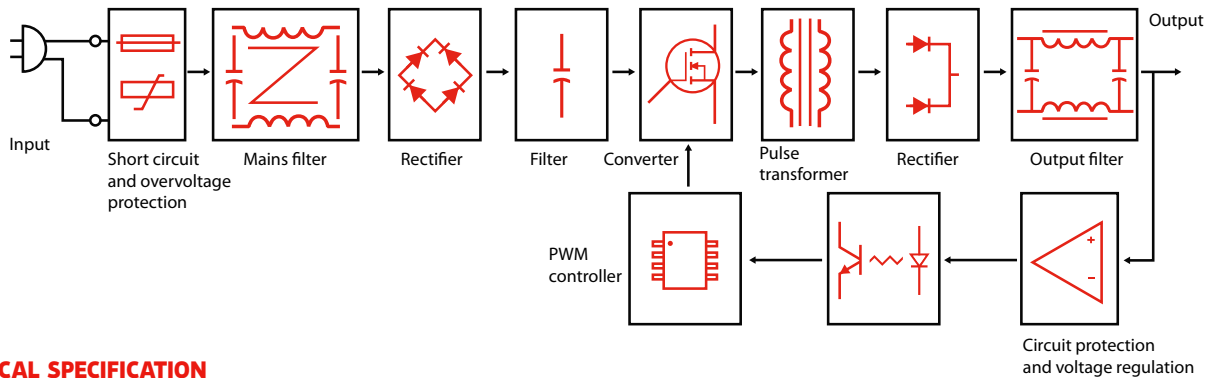 Output
Input
Short circuit
and overvoltage
protection
Mains filter
Rectifier
Filter
Converter
Pulse
transformer
Rectifier
Output filter
PWM
controller
+
−
Circuit protection
and voltage regulation
CAL SPECIFICATION